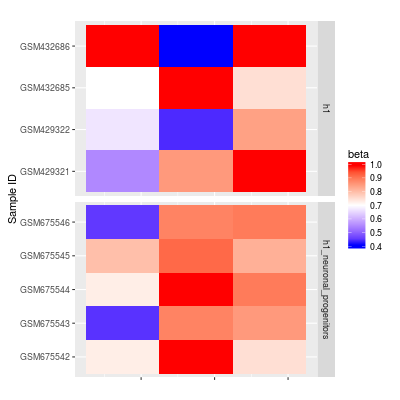 Sample ID
GSM432686
GSM432685
GSM429322
GSM429321
h1
GSM675546
GSM675545
GSM675544
GSM675543
GSM675542
h1_neuronal_progenitors
beta
1.0
0.9
0.8
0.7
0.6
0.5
0.4